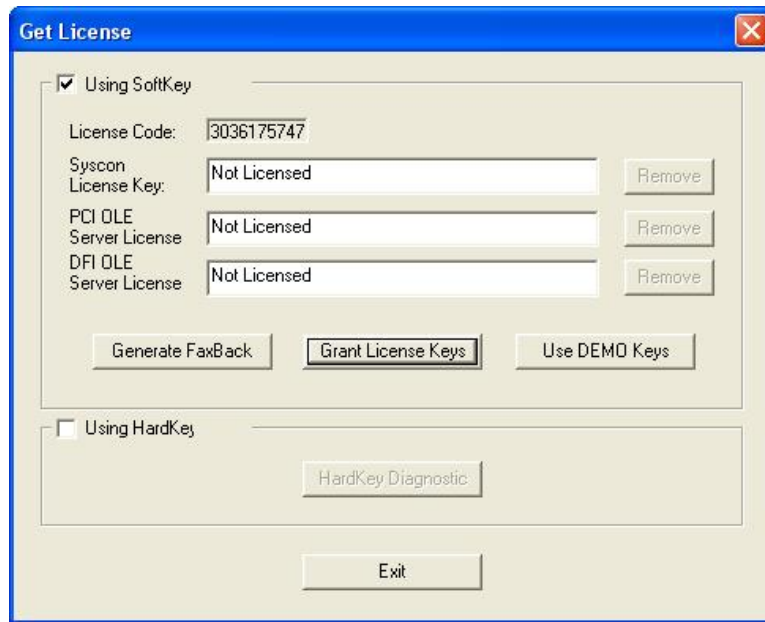 Get License
Using SoftKey
License Code: 3036175747
Syscon
License Key: Not Licensed Remove
PCI OLE
Server License Not Licensed Remove
DFI OLE
Server License Not Licensed Remove
Generate FaxBack Grant License Keys Use DEMO Keys
Using HardKey
HardKey Diagnostic
Exit